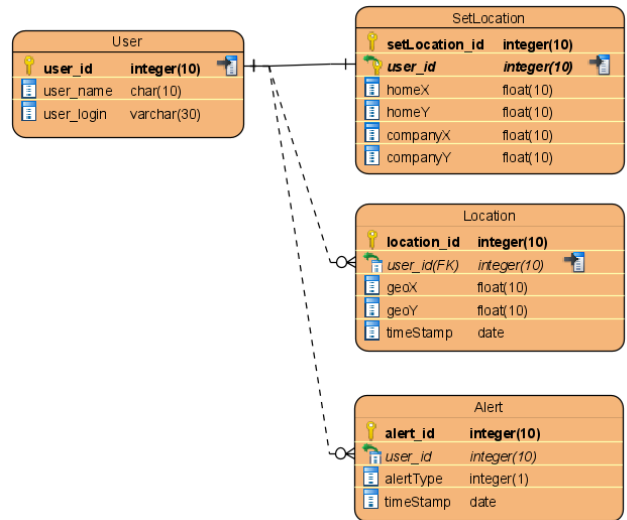 User
user_id integer(10)
user_name char(10)
user_login varchar(30)
SetLocation
setLocation_id integer(10)
user_id integer(10)
homeX float(10)
homeY float(10)
companyX float(10)
companyY float(10)
Location
location_id integer(10)
user_id(FK) integer(10)
geoX float(10)
geoY float(10)
timeStamp date
Alert
alert_id integer(10)
user_id integer(10)
alertType integer(1)
timeStamp date